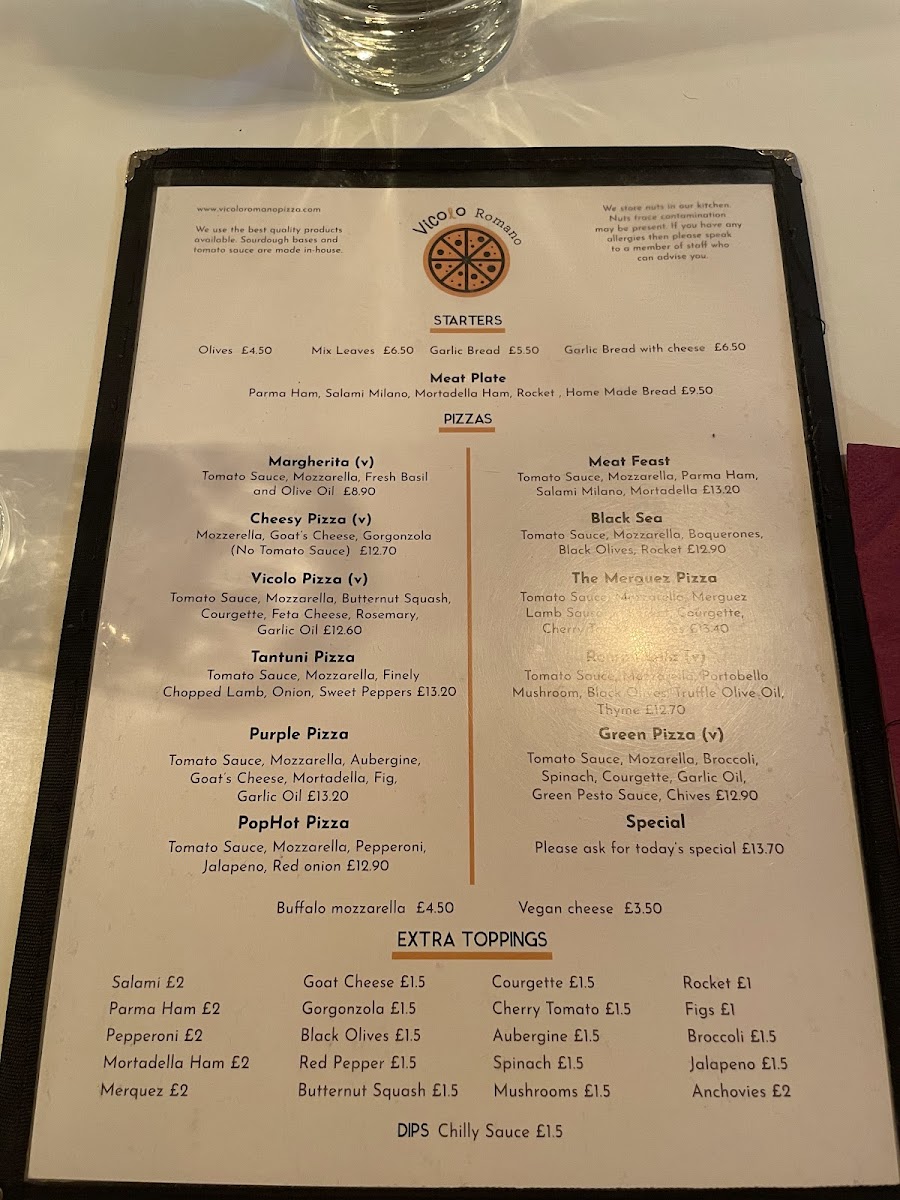 www.vicoloromanopizza.com
We use the best quality products
available. Sourdough bases and
tomato sauce are made in-house.
Vicolo Romano
We store nuts in our kitchen.
Nuts trace contamination
may be present. If you have any
allergies then please speak
to a member of staff who
can advise you.
STARTERS
Olives £4.50 Mix Leaves £6.50 Garlic Bread £5.50 Garlic Bread with cheese £6.50
Meat Plate
Parma Ham, Salami Milano, Mortadella Ham, Rocket , Home Made Bread £9.50
PIZZAS
Margherita (v)
Tomato Sauce, Mozzarella, Fresh Basil
and Olive Oil £8.90
Cheesy Pizza (v)
Mozzerella, Goat's Cheese, Gorgonzola
(No Tomato Sauce) £12.70
Vicolo Pizza (v)
Tomato Sauce, Mozzarella, Butternut Squash,
Courgette, Feta Cheese, Rosemary,
Garlic Oil £12.60
Tantuni Pizza
Tomato Sauce, Mozzarella, Finely
Chopped Lamb, Onion, Sweet Peppers £13.20
Purple Pizza
Tomato Sauce, Mozzarella, Aubergine,
Goat's Cheese, Mortadella, Fig,
Garlic Oil £13.20
PopHot Pizza
Tomato Sauce, Mozzarella, Pepperoni,
Jalapeno, Red onion £12.90
Meat Feast
Tomato Sauce, Mozzarella, Parma Ham,
Salami Milano, Mortadella £13.20
Black Sea
Tomato Sauce, Mozzarella, Boquerones,
Black Olives, Rocket £12.90
The Merquez Pizza
Tomato Sauce, Mozzarella, Merguez
Lamb Courgette,
Cherry £13.40
(v)
Tomato Sauce, Mozzarella, Portobello
Mushroom, Black Olives, Truffle Olive Oil,
Thyme £12.70
Green Pizza (v)
Tomato Sauce, Mozarella, Broccoli,
Spinach, Courgette, Garlic Oil,
Green Pesto Sauce, Chives £12.90
Special
Please ask for today's special £13.70
Buffalo mozzarella £4.50 Vegan cheese £3.50
EXTRA TOPPINGS
Salami £2 Goat Cheese £1.5 Courgette £1.5 Rocket £1
Parma Ham £2 Gorgonzola £1.5 Cherry Tomato £1.5 Figs £1
Pepperoni £2 Black Olives £1.5 Aubergine £1.5 Broccoli £1.5
Mortadella Ham £2 Red Pepper £1.5 Spinach £1.5 Jalapeno £1.5
Merquez £2 Butternut Squash £1.5 Mushrooms £1.5 Anchovies £2
DIPS Chilly Sauce £1.5